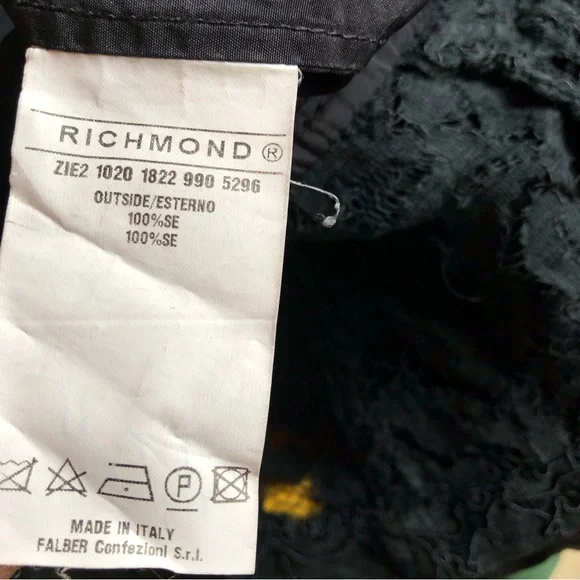 RICHMOND ®
ZIE2 1020 1822 990 5296
OUTSIDE/ESTERNO
100%SE
100%SE
P
MADE IN ITALY
FALBER Confezioni S.r.l.